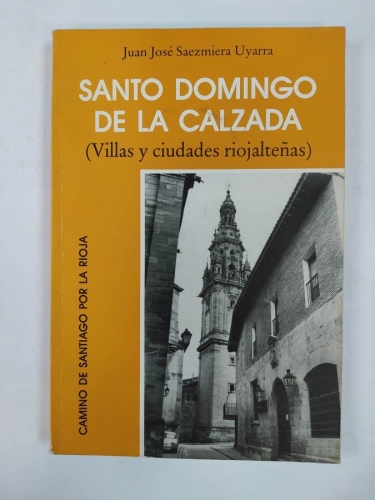 Juan José Saezmiera Uyarra
SANTO DOMINGO
DE LA CALZADA
(Villas y ciudades riojalteñas)
CAMINO DE SANTIAGO POR LA RIOJA